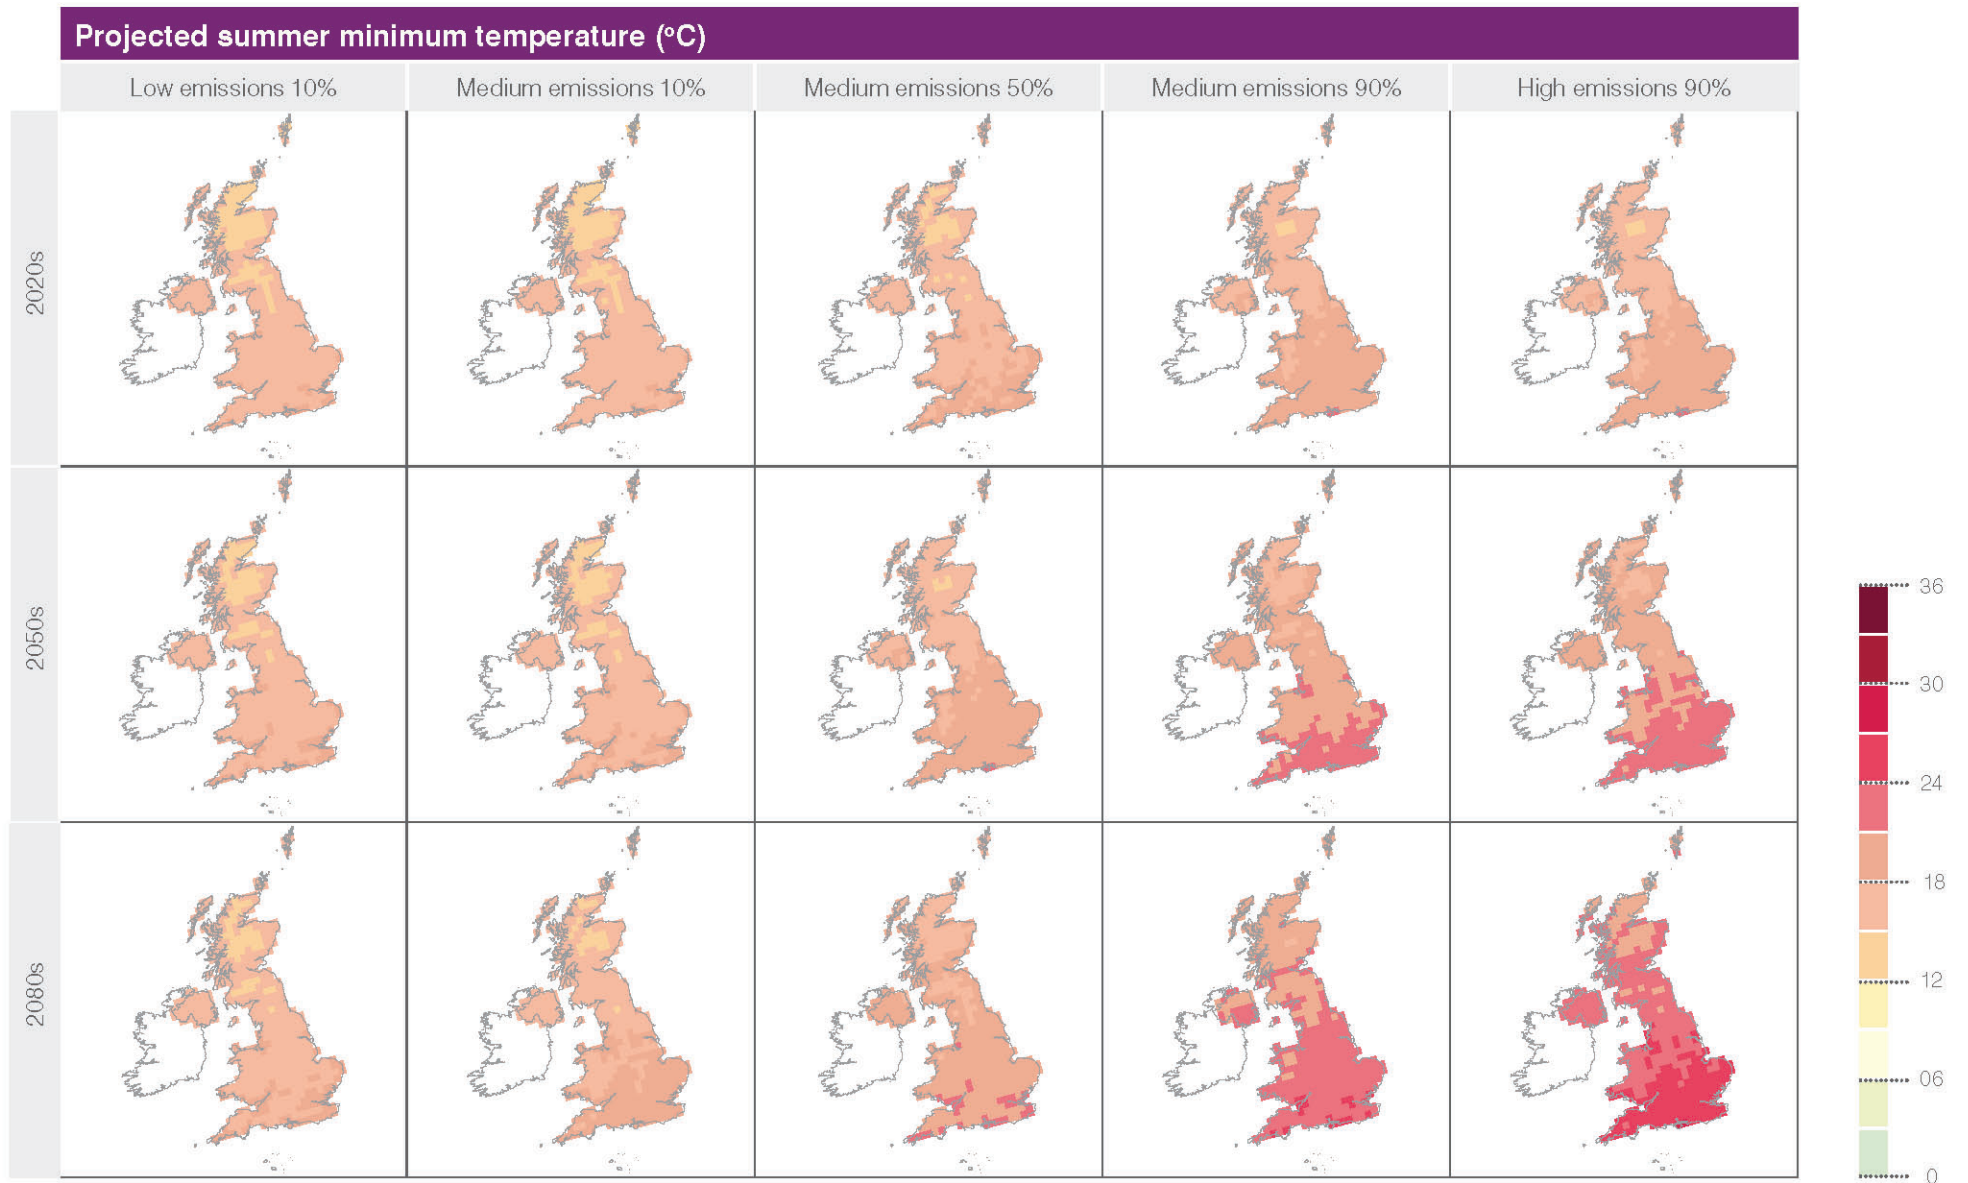 Projected summer minimum temperature (°C)
Low emissions 10%
Medium emissions 10%
Medium emissions 50%
Medium emissions 90%
High emissions 90%
2020s
2050s
2080s
36
30
24
18
12
06
0